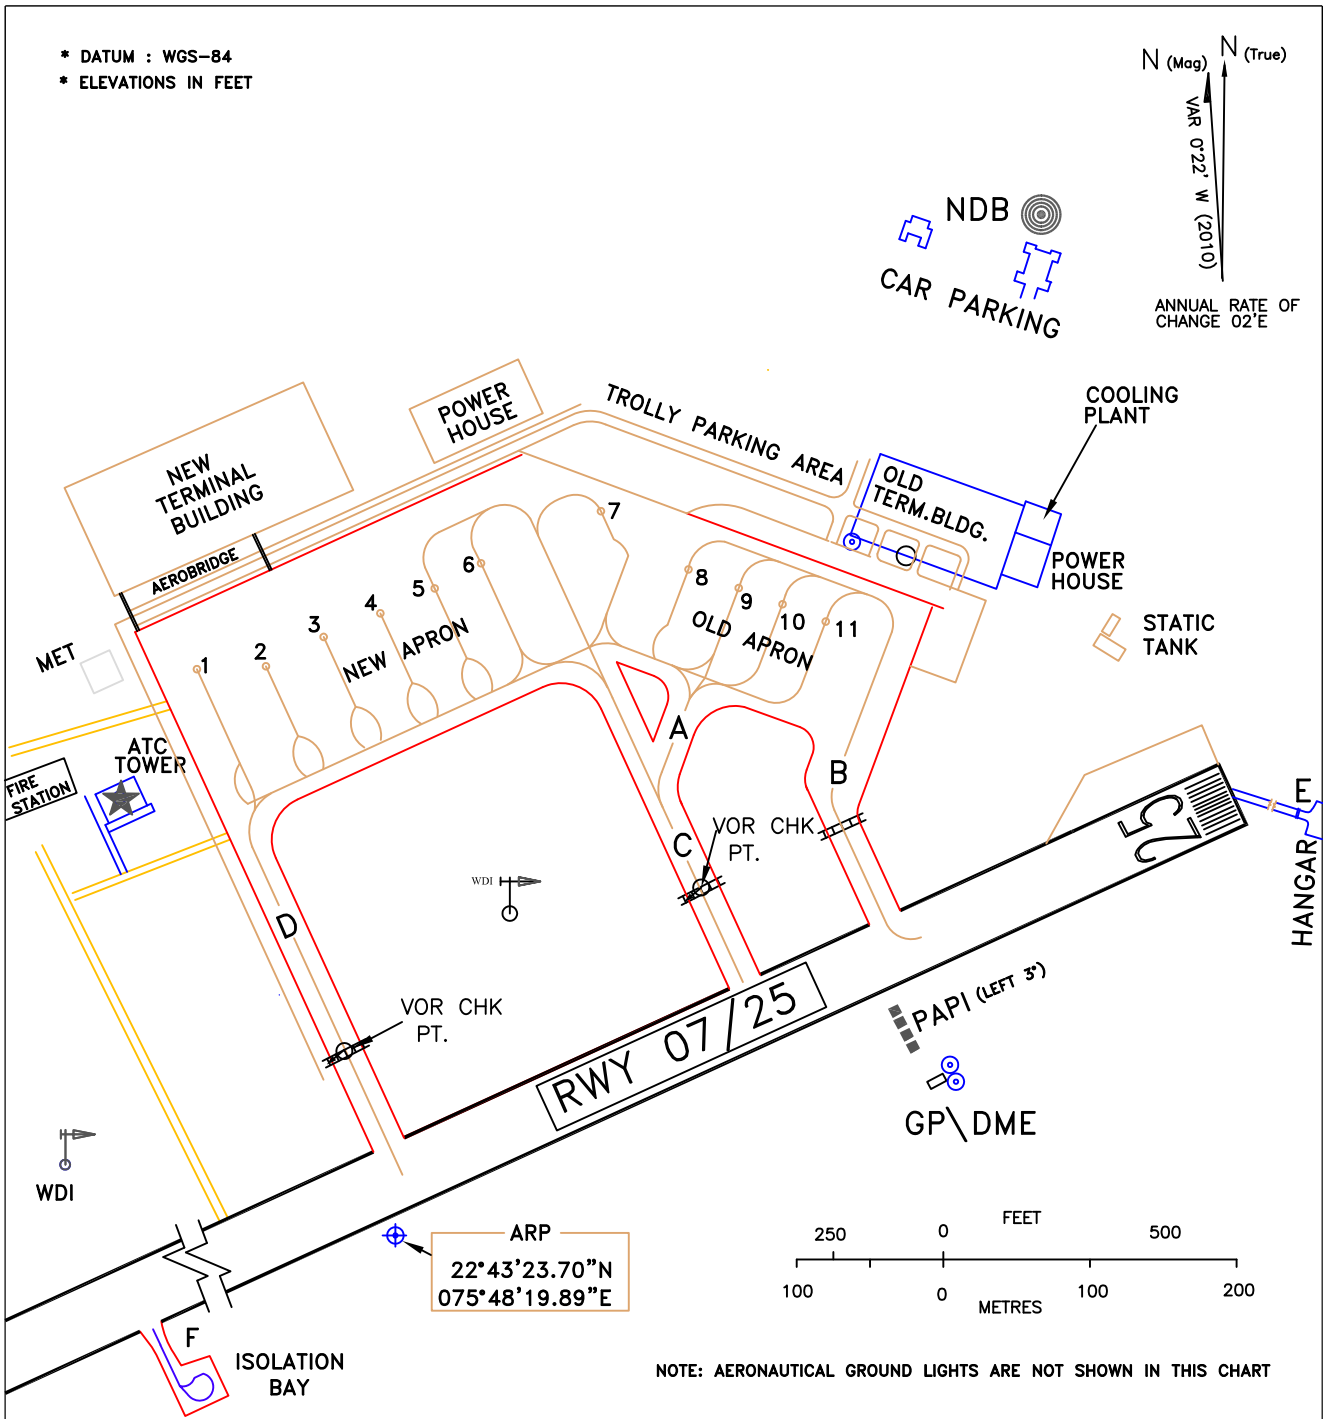 * DATUM : WGS-84
* ELEVATIONS IN FEET
N (Mag)
N (True)
VAR 0°22' W (2010)
ANNUAL RATE OF
CHANGE 02'E
NDB
CAR PARKING
COOLING
PLANT
POWER
HOUSE
TROLLY PARKING AREA
NEW
TERMINAL
BUILDING
OLD
TERM.BLDG.
AEROBRIDGE
POWER
HOUSE
STATIC
TANK
MET
1
2
3
4
5
6
7
8
9
10
11
NEW APRON
OLD APRON
ATC
TOWER
FIRE
STATION
A
B
C
D
E
HANGAR
25
VOR CHK
PT.
WDI
VOR CHK
PT.
RWY 07/25
PAPI (LEFT 3°)
GP\DME
WDI
ARP
22°43'23.70"N
075°48'19.89"E
FEET
250 0 500
100 0 100 200
METRES
F
ISOLATION
BAY
NOTE: AERONAUTICAL GROUND LIGHTS ARE NOT SHOWN IN THIS CHART